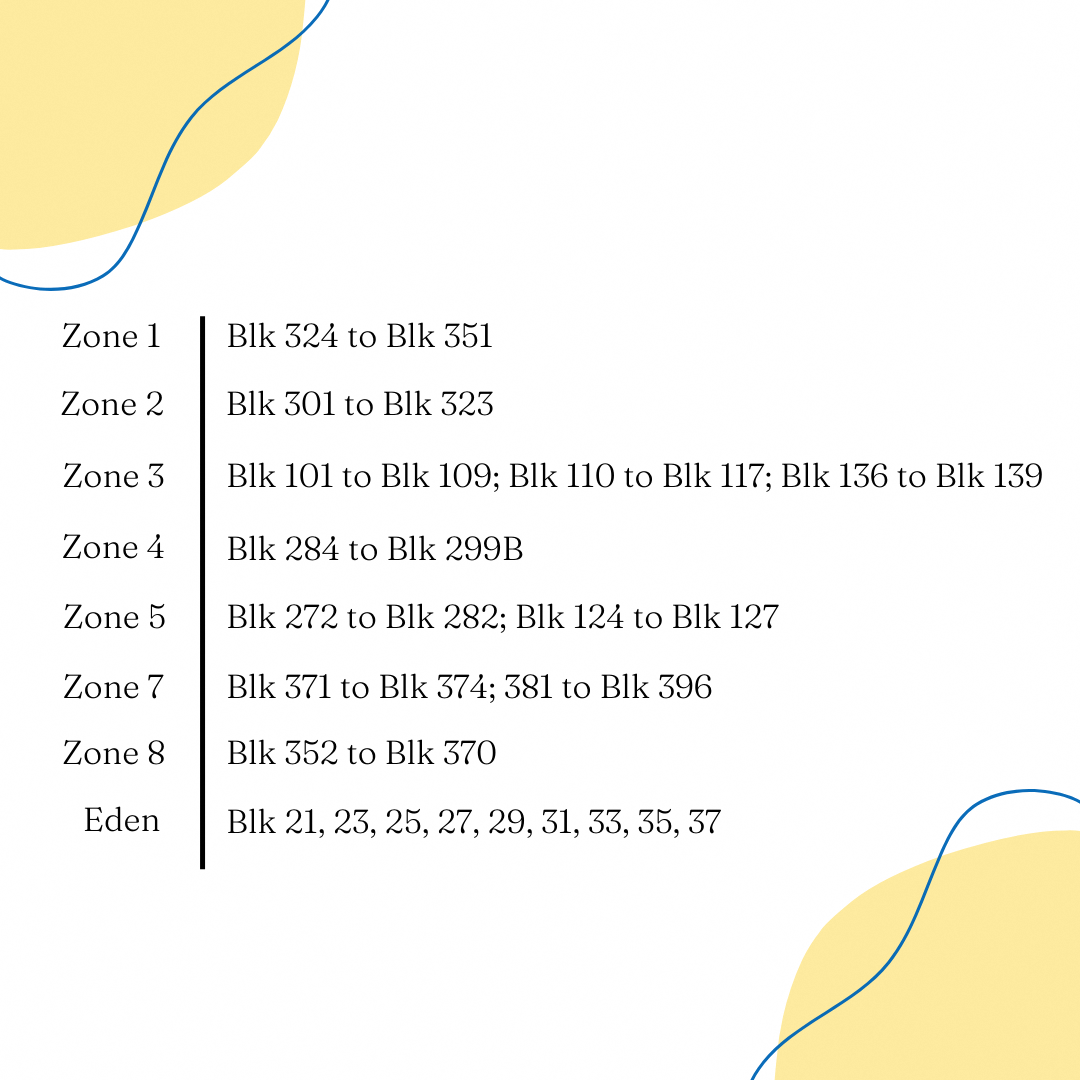 Zone 1 Blk 324 to Blk 351
Zone 2 Blk 301 to Blk 323
Zone 3 Blk 101 to Blk 109; Blk 110 to Blk 117; Blk 136 to Blk 139
Zone 4 Blk 284 to Blk 299B
Zone 5 Blk 272 to Blk 282; Blk 124 to Blk 127
Zone 7 Blk 371 to Blk 374; 381 to Blk 396
Zone 8 Blk 352 to Blk 370
Eden Blk 21, 23, 25, 27, 29, 31, 33, 35, 37